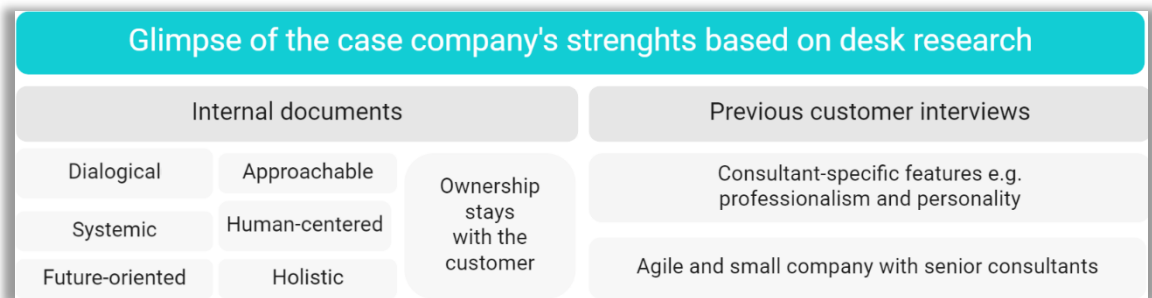 Glimpse of the case company's strenghts based on desk research
Internal documents
Previous customer interviews
Dialogical
Approachable
Systemic
Human-centered
Future-oriented
Holistic
Ownership
stays
with the
customer
Consultant-specific features e.g.
professionalism and personality
Agile and small company with senior consultants